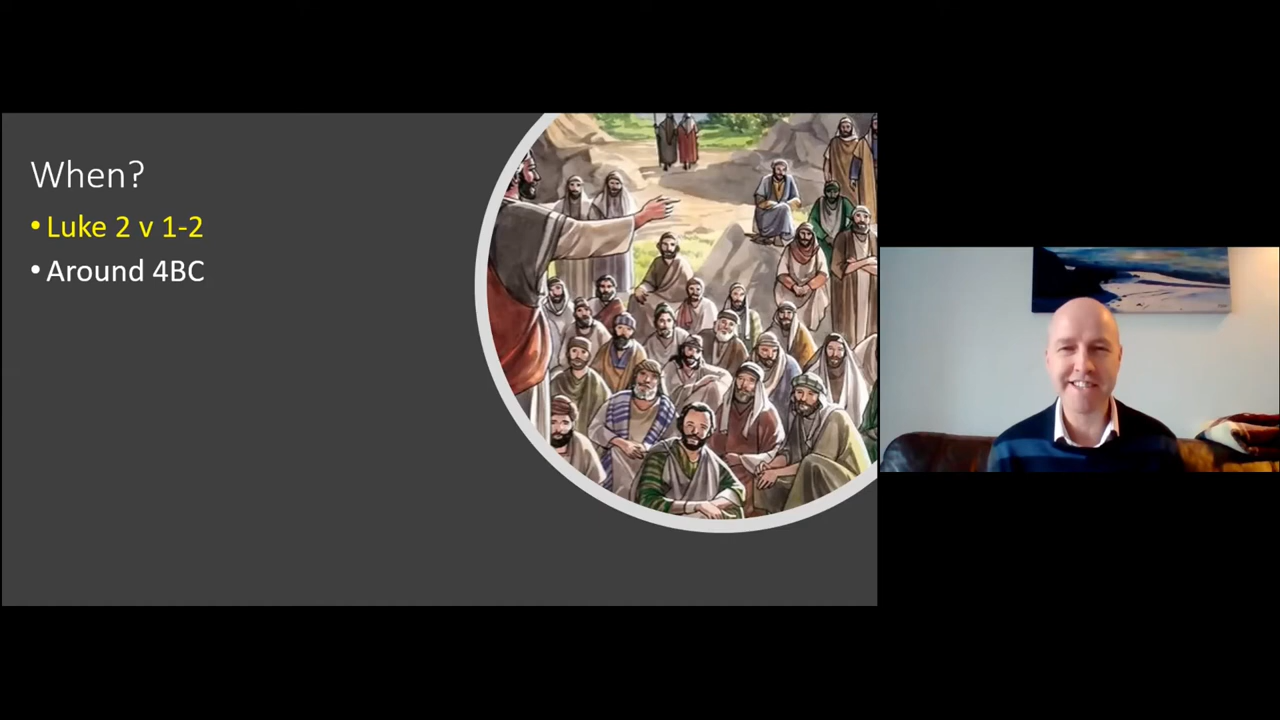 When?
• Luke 2 v 1-2
• Around 4BC